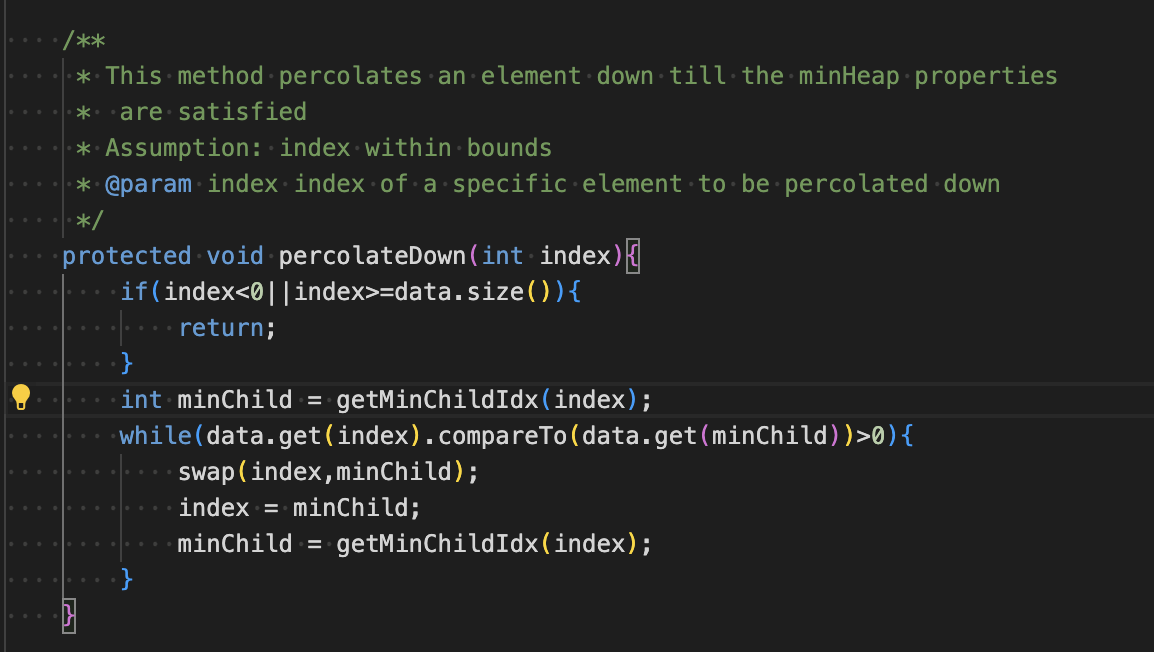 /**
* This method percolates an element down till the minHeap properties
*  are satisfied
* Assumption: index within bounds
* @param index index of a specific element to be percolated down
*/
protected void percolateDown(int index){
if(index<0||index>=data.size()){
return;
}
int minChild = getMinChildIdx(index);
while(data.get(index).compareTo(data.get(minChild))>0){
swap(index,minChild);
index = minChild;
minChild = getMinChildIdx(index);
}
}